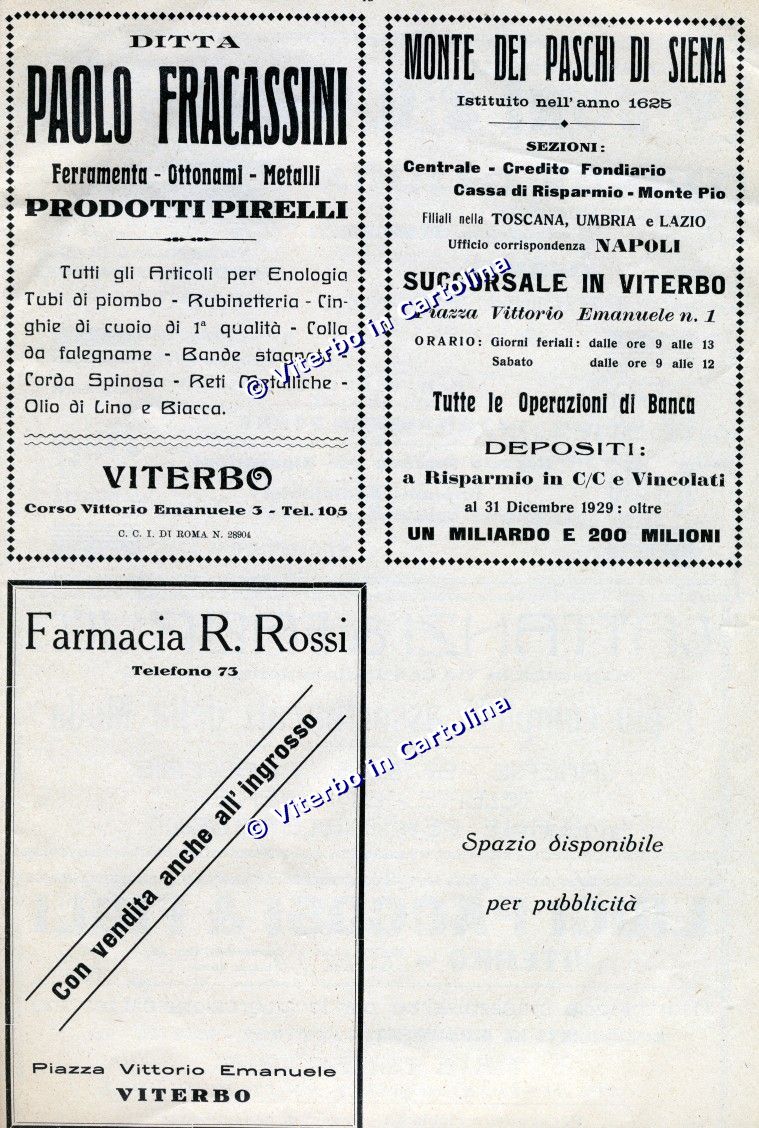 DITTA
PAOLO FRACASSINI
Ferramenta - Ottonami - Metalli
PRODOTTI PIRELLI
Tutti gli Articoli per Enologia
Tubi di piombo - Rubinetteria - Cin-
ghie di cuoio di 1ª qualità - Colla
da falegname - Bande stagnate -
Corda Spinosa - Reti Metalliche -
Olio di Lino e Biacca.
VITERBO
Corso Vittorio Emanuele 3 - Tel. 105
C. C. I. DI ROMA N. 28904
MONTE DEI PASCHI DI SIENA
Istituito nell'anno 1625
SEZIONI:
Centrale - Credito Fondiario
Cassa di Risparmio - Monte Pio
Filiali nella TOSCANA, UMBRIA e LAZIO
Ufficio corrispondenza NAPOLI
SUCCURSALE IN VITERBO
Piazza Vittorio Emanuele n. 1
ORARIO: Giorni feriali: dalle ore 9 alle 13
Sabato dalle ore 9 alle 12
Tutte le Operazioni di Banca
DEPOSITI:
a Risparmio in C/C e Vincolati
al 31 Dicembre 1929: oltre
UN MILIARDO E 200 MILIONI
© Viterbo in Cartolina
Farmacia R. Rossi
Telefono 73
Con vendita anche all'ingrosso
Piazza Vittorio Emanuele
VITERBO
© Viterbo in Cartolina
Spazio disponibile
per pubblicità